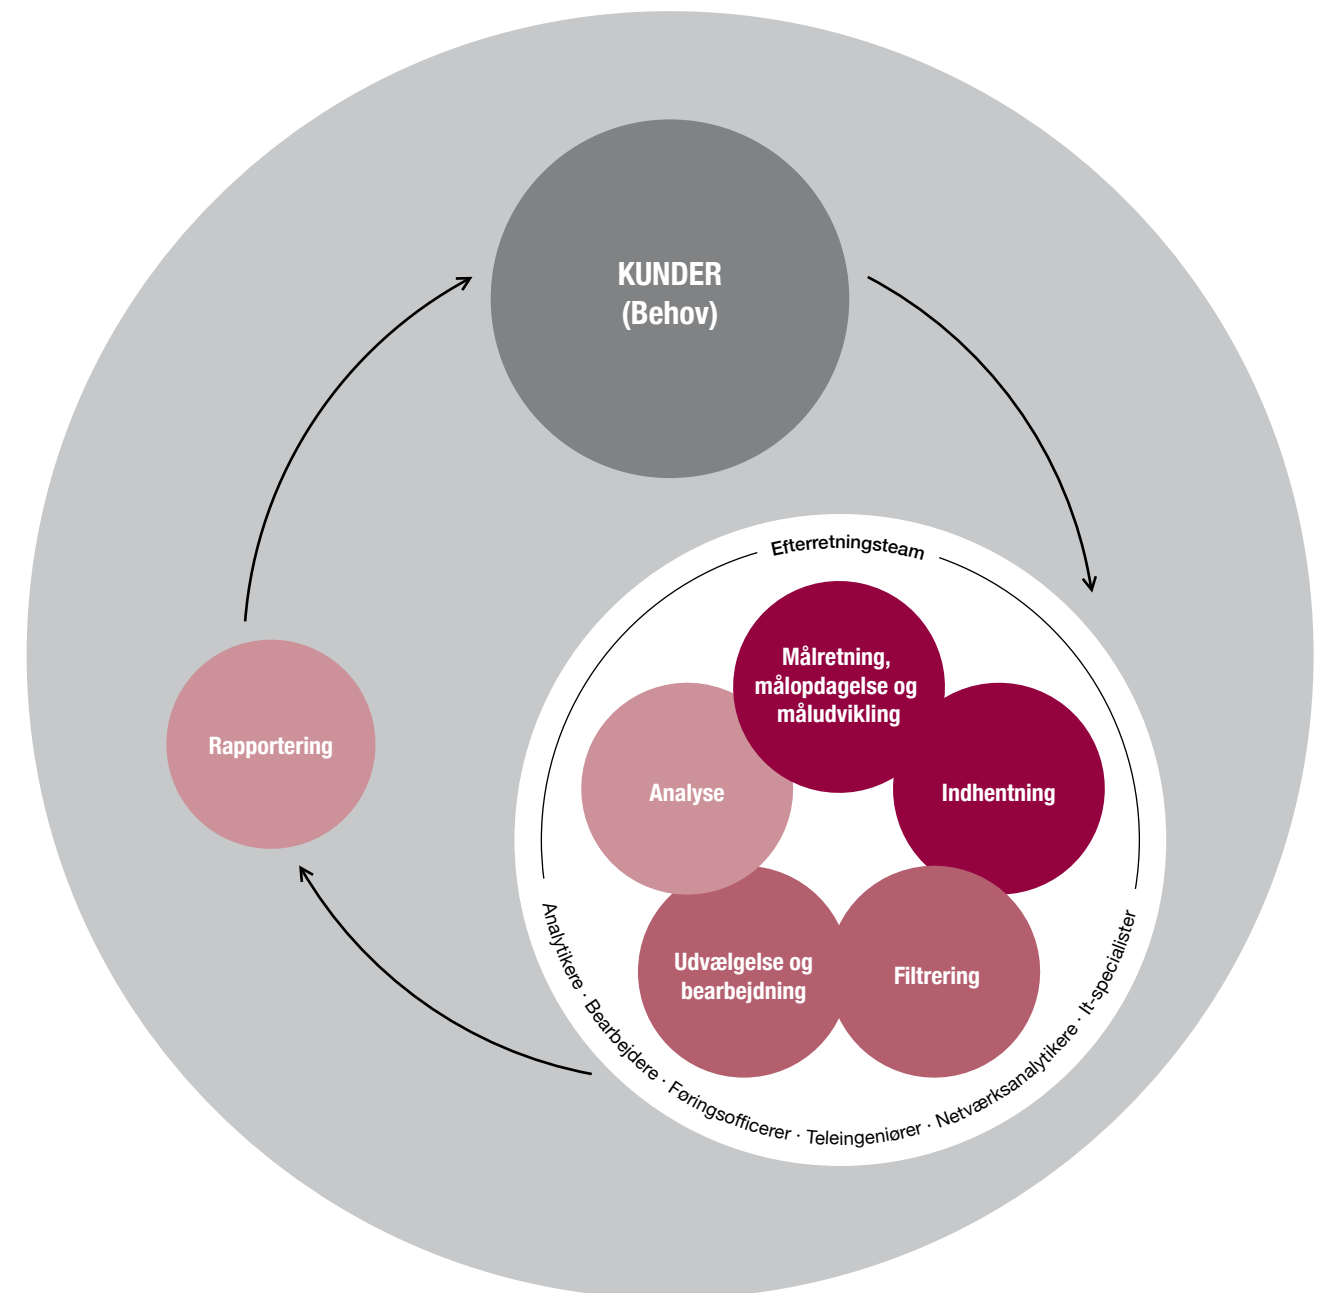 KUNDER
(Behov)
Efterretningsteam
Målretning,
målopdagelse og
måludvikling
Indhentning
Filtrering
Udvælgelse og
bearbejdning
Analyse
Analytikere · Bearbejdere · Føringsofficerer · Teleingeniører · Netværksanalytikere · It-specialister
Rapportering